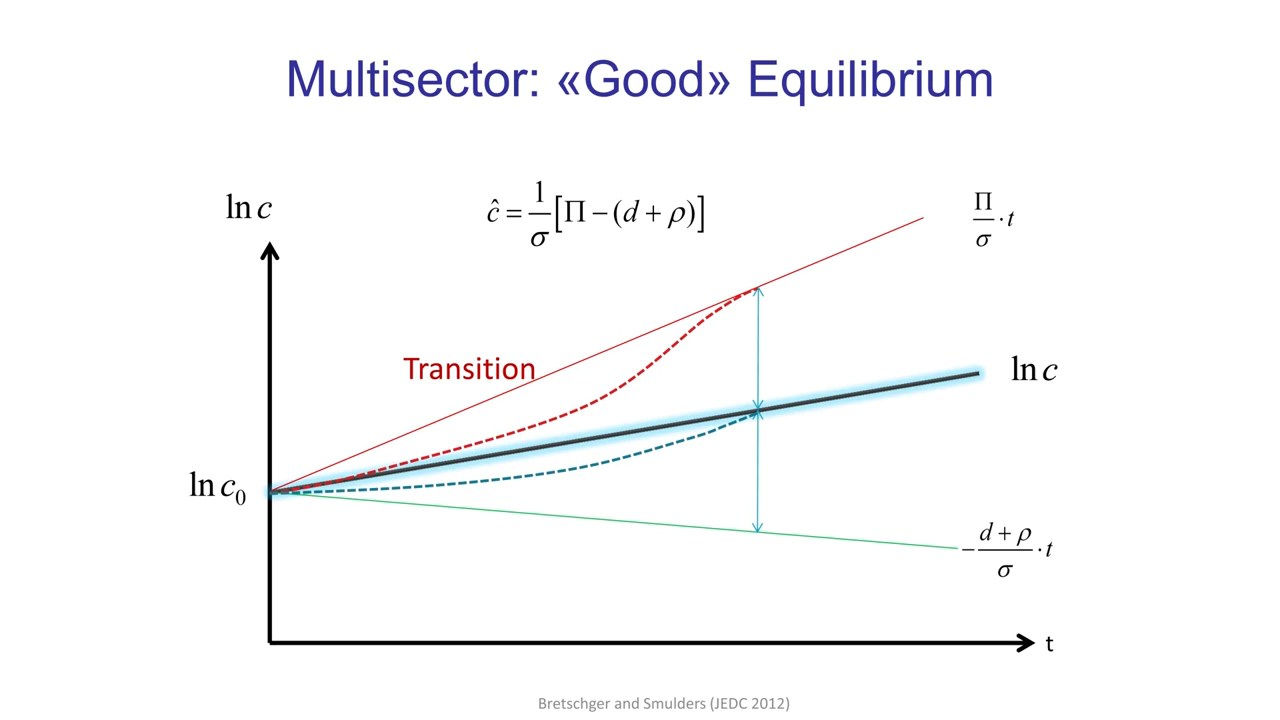 Multisector: «Good» Equilibrium
ln c
ĉ = 1/σ [Π − (d + ρ)]
Π/σ · t
Transition
ln c
ln c₀
− (d + ρ)/σ · t
t
Bretschger and Smulders (JEDC 2012)